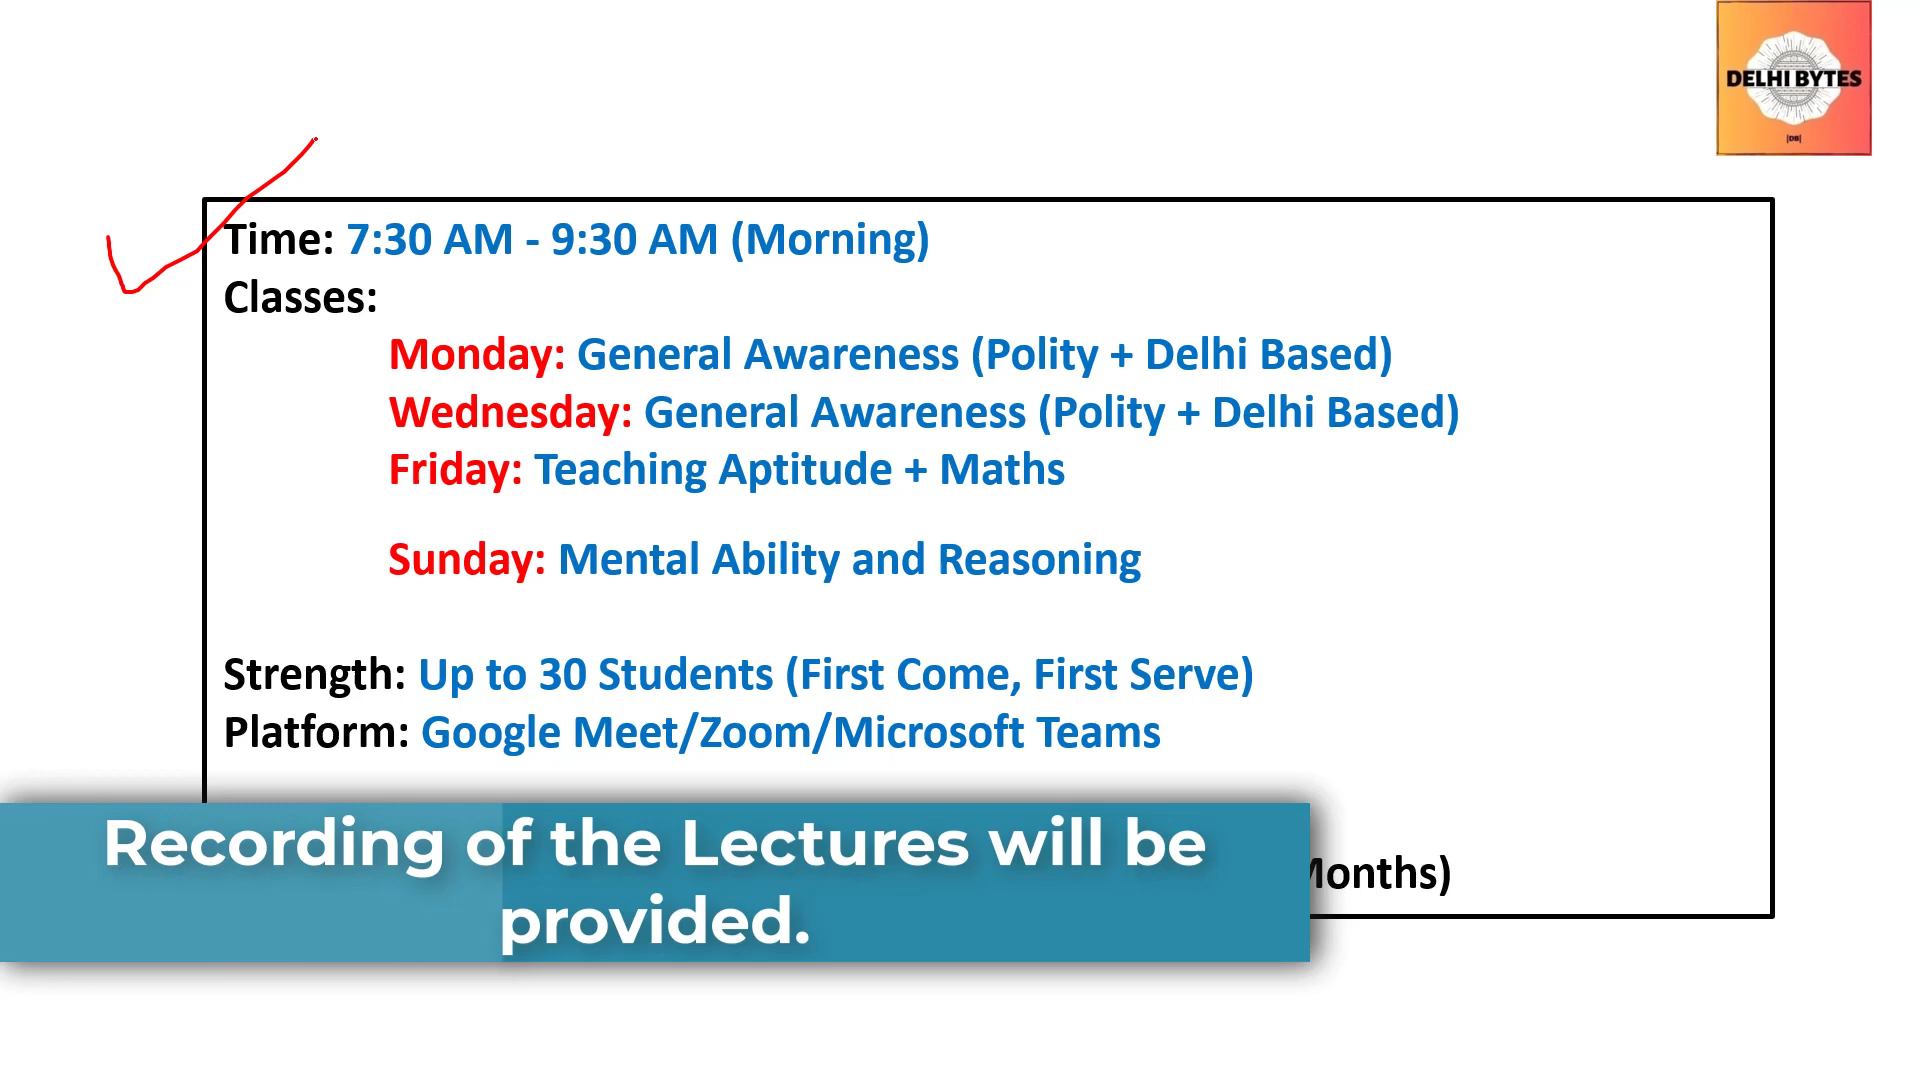 DELHI BYTES
|DB|
Time: 7:30 AM - 9:30 AM (Morning)
Classes:
Monday: General Awareness (Polity + Delhi Based)
Wednesday: General Awareness (Polity + Delhi Based)
Friday: Teaching Aptitude + Maths
Sunday: Mental Ability and Reasoning
Strength: Up to 30 Students (First Come, First Serve)
Platform: Google Meet/Zoom/Microsoft Teams
Months)
Recording of the Lectures will be
provided.